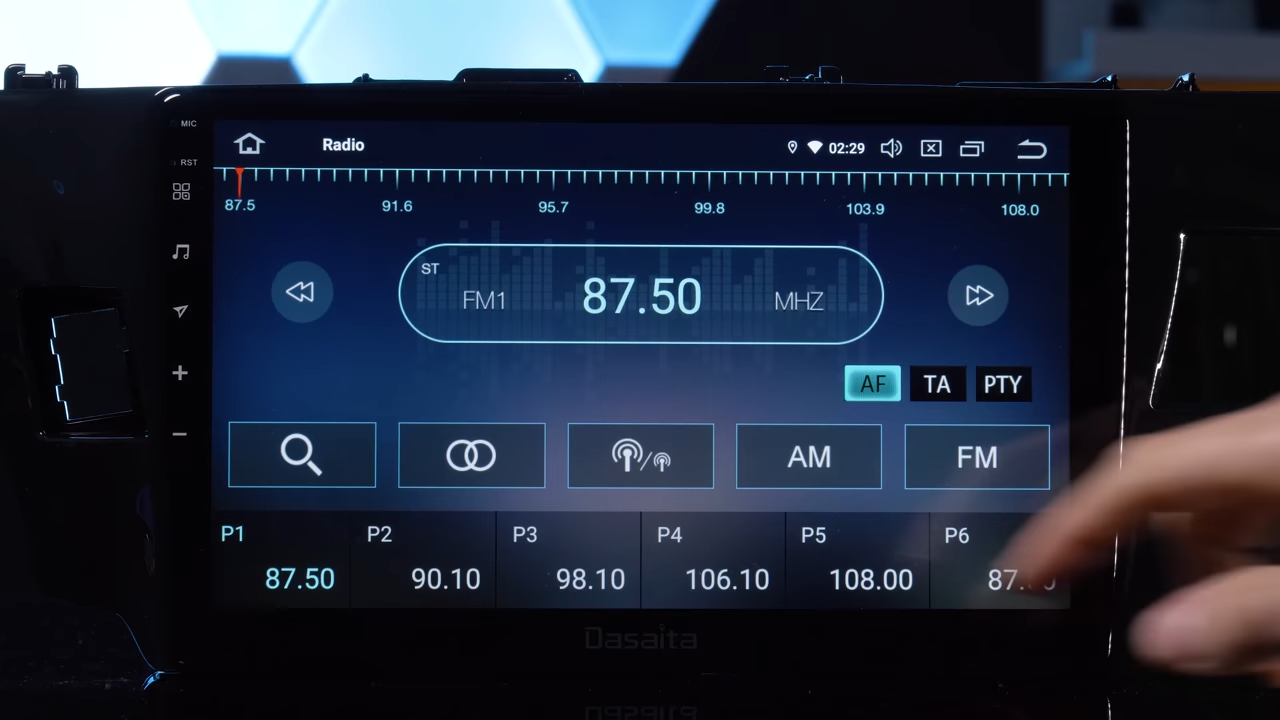 MIC
RST
Radio
02:29
87.5 91.6 95.7 99.8 103.9 108.0
ST
FM1 87.50 MHZ
AF TA PTY
AM FM
P1 P2 P3 P4 P5 P6
87.50 90.10 98.10 106.10 108.00
Dasaita